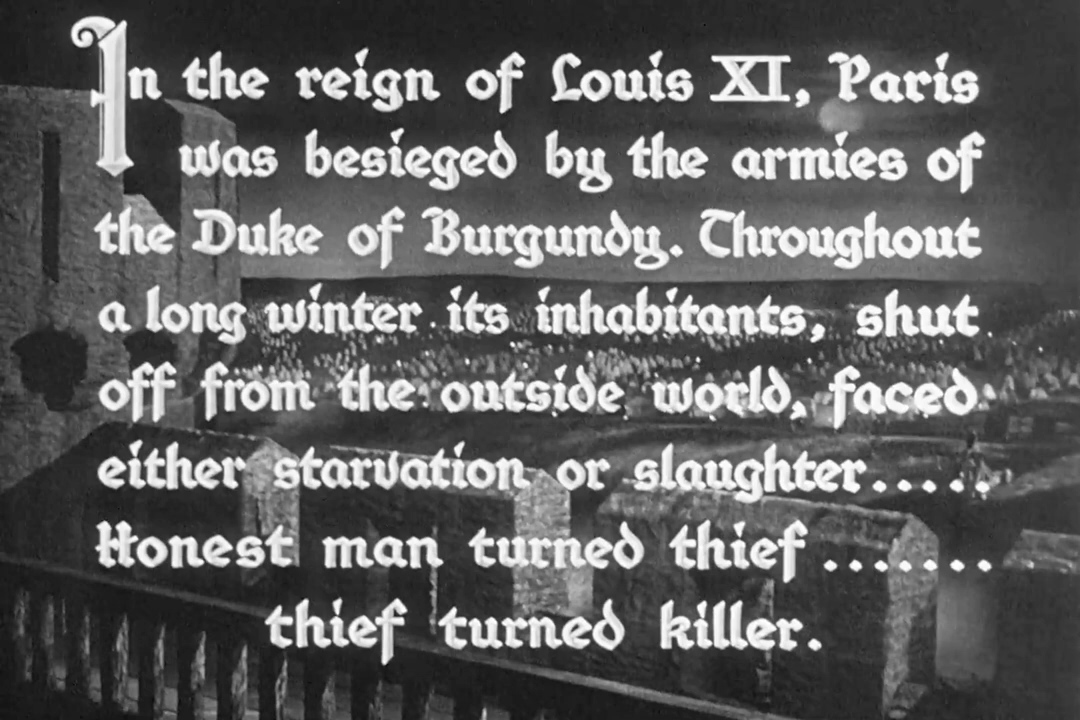 In the reign of Louis XI, Paris
was besieged by the armies of
the Duke of Burgundy. Throughout
a long winter its inhabitants, shut
off from the outside world, faced
either starvation or slaughter.....
Honest man turned thief.......
thief turned killer.